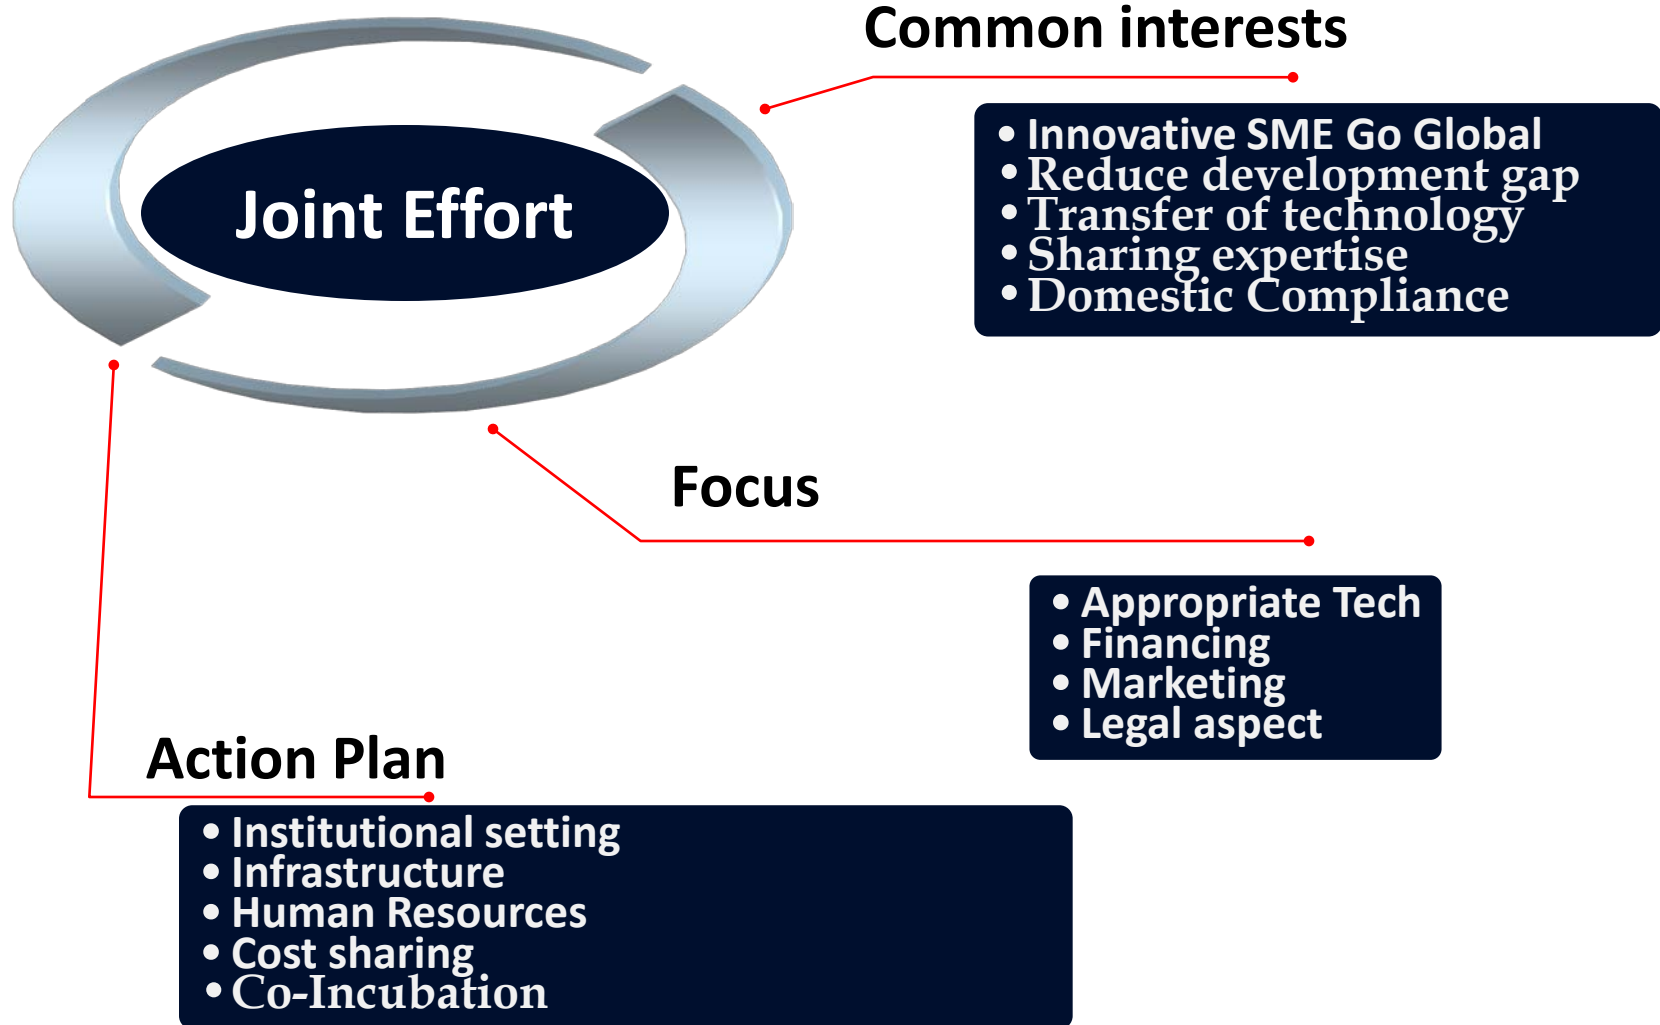 Common interests
• Innovative SME Go Global
• Reduce development gap
• Transfer of technology
• Sharing expertise
• Domestic Compliance
Joint Effort
Focus
• Appropriate Tech
• Financing
• Marketing
• Legal aspect
Action Plan
• Institutional setting
• Infrastructure
• Human Resources
• Cost sharing
• Co-Incubation